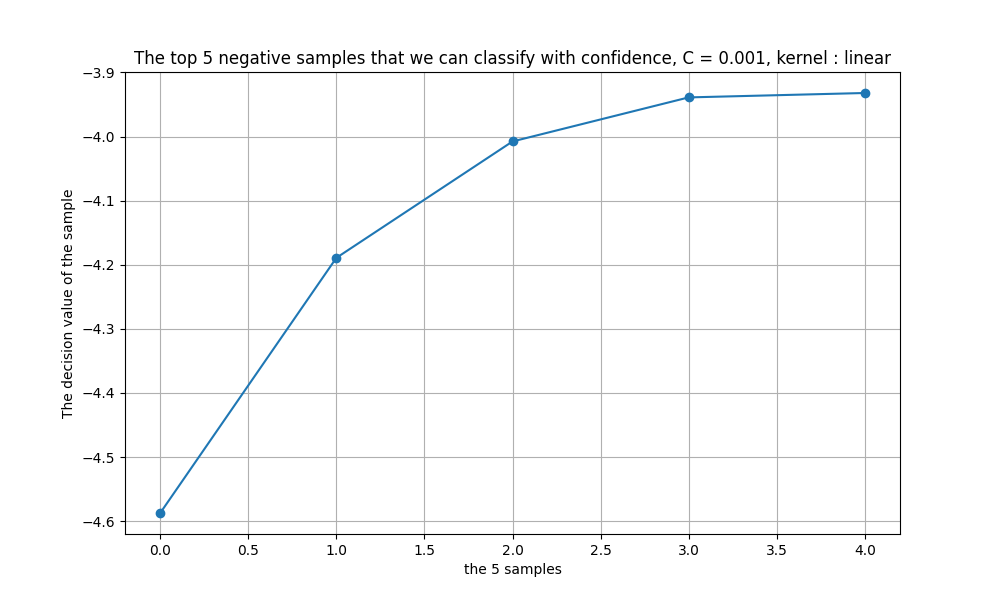 The top 5 negative samples that we can classify with confidence, C = 0.001, kernel : linear
The decision value of the sample
−3.9
−4.0
−4.1
−4.2
−4.3
−4.4
−4.5
−4.6
0.0 0.5 1.0 1.5 2.0 2.5 3.0 3.5 4.0
the 5 samples